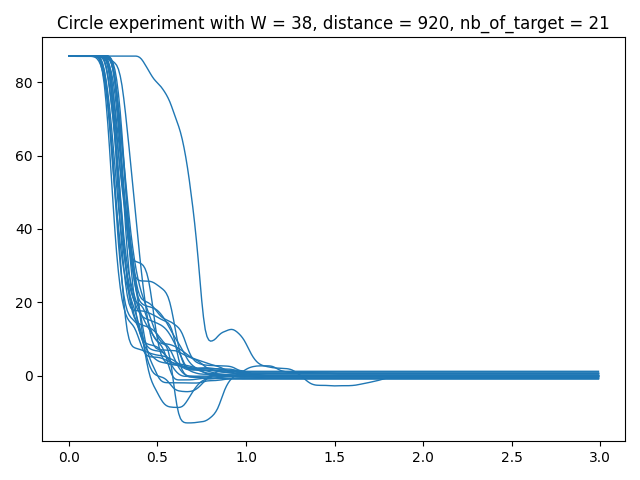 Circle experiment with W = 38, distance = 920, nb_of_target = 21
80
60
40
20
0
0.0 0.5 1.0 1.5 2.0 2.5 3.0